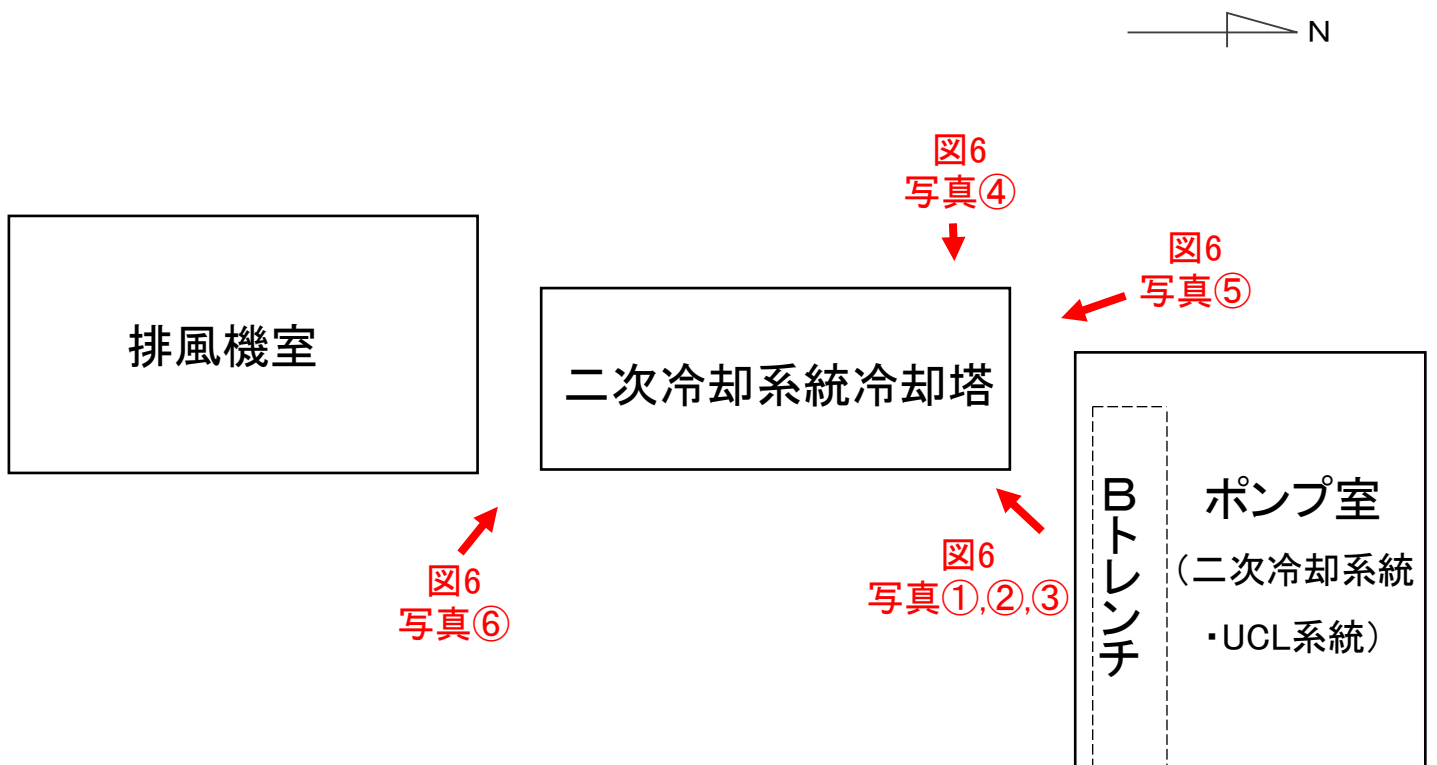 N
図6
写真④
図6
写真⑤
排風機室
二次冷却系統冷却塔
Bトレンチ
ポンプ室
（二次冷却系統
・UCL系統）
図6
写真①,②,③
図6
写真⑥